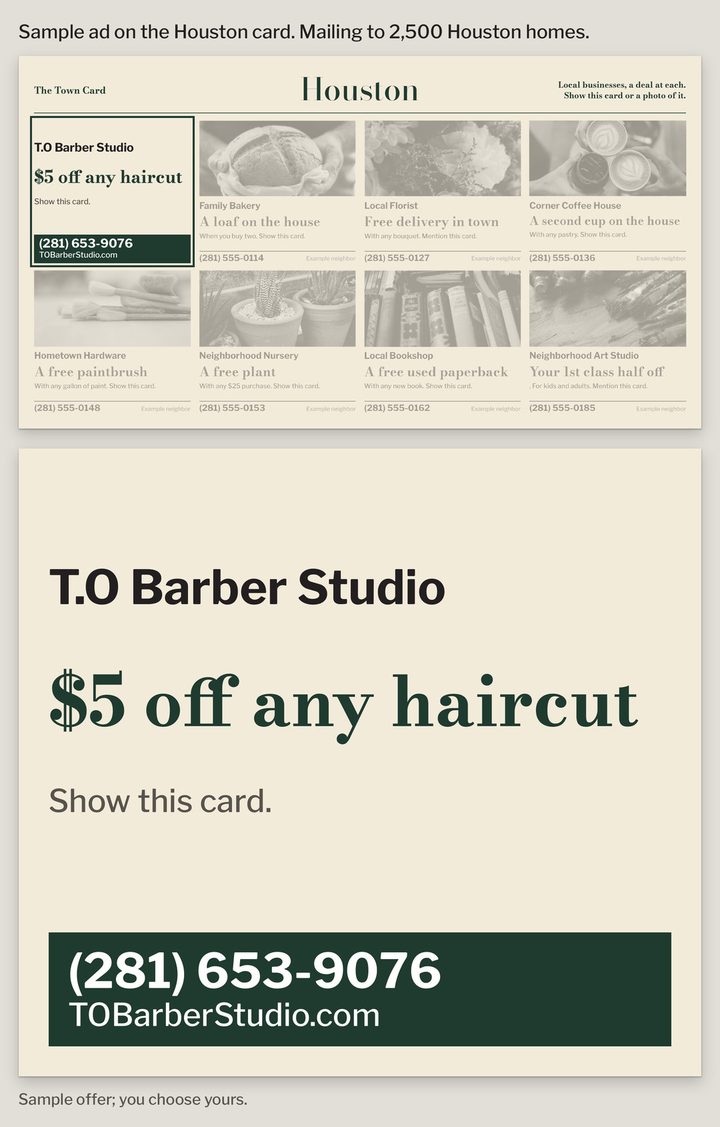 Sample ad on the Houston card. Mailing to 2,500 Houston homes.
The Town Card
Houston
Local businesses, a deal at each.
Show this card or a photo of it.
T.O Barber Studio
$5 off any haircut
Show this card.
(281) 653-9076
TOBarberStudio.com
Family Bakery
A loaf on the house
When you buy two. Show this card.
(281) 555-0114 Example neighbor
Local Florist
Free delivery in town
With any bouquet. Mention this card.
(281) 555-0127 Example neighbor
Corner Coffee House
A second cup on the house
With any pastry. Show this card.
(281) 555-0136 Example neighbor
Hometown Hardware
A free paintbrush
With any gallon of paint. Show this card.
(281) 555-0148 Example neighbor
Neighborhood Nursery
A free plant
With any $25 purchase. Show this card.
(281) 555-0153 Example neighbor
Local Bookshop
A free used paperback
With any new book. Show this card.
(281) 555-0162 Example neighbor
Neighborhood Art Studio
Your 1st class half off
For kids and adults. Mention this card.
(281) 555-0185 Example neighbor
T.O Barber Studio
$5 off any haircut
Show this card.
(281) 653-9076
TOBarberStudio.com
Sample offer; you choose yours.